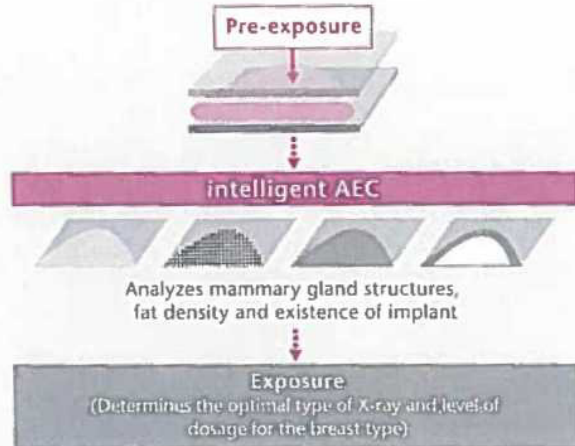 Pre-exposure
intelligent AEC
Analyzes mammary gland structures,
fat density and existence of implant
Exposure
(Determines the optimal type of X-ray and level of
dosage for the breast type)